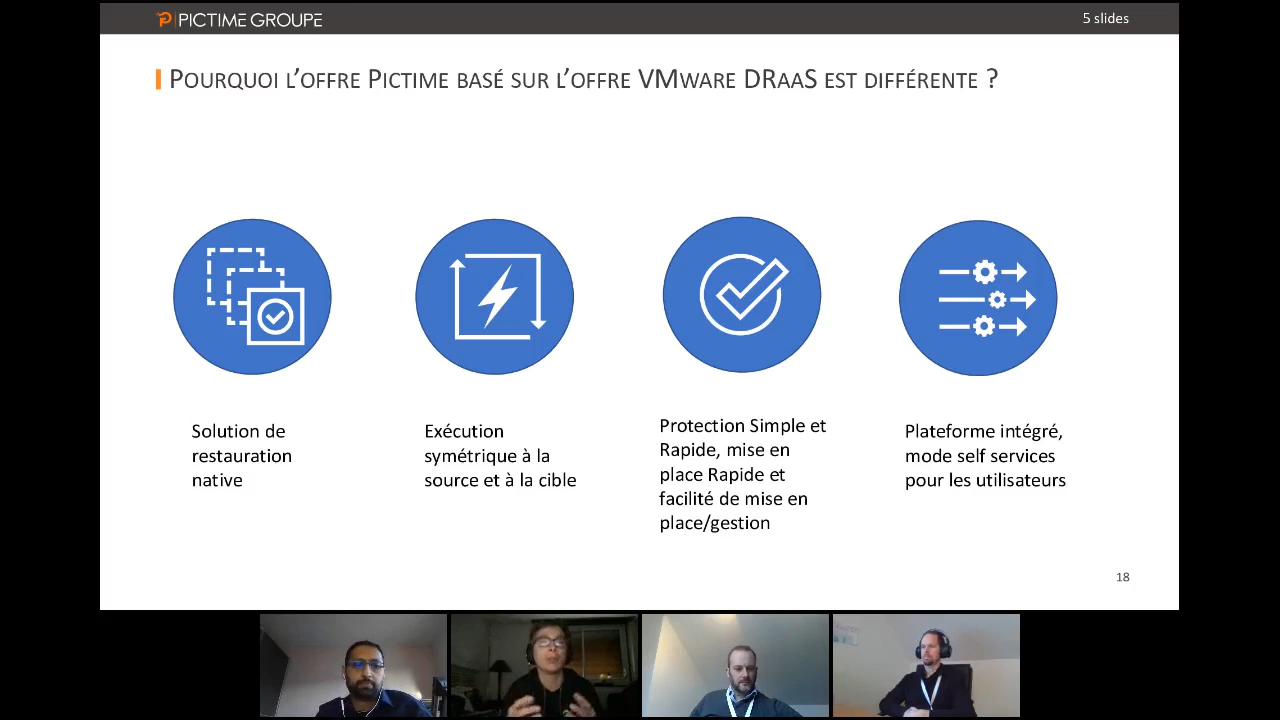 PICTIME GROUPE
5 slides
POURQUOI L'OFFRE PICTIME BASÉ SUR L'OFFRE VMWARE DRAAS EST DIFFÉRENTE ?
Solution de
restauration
native
Exécution
symétrique à la
source et à la cible
Protection Simple et
Rapide, mise en
place Rapide et
facilité de mise en
place/gestion
Plateforme intégré,
mode self services
pour les utilisateurs
18